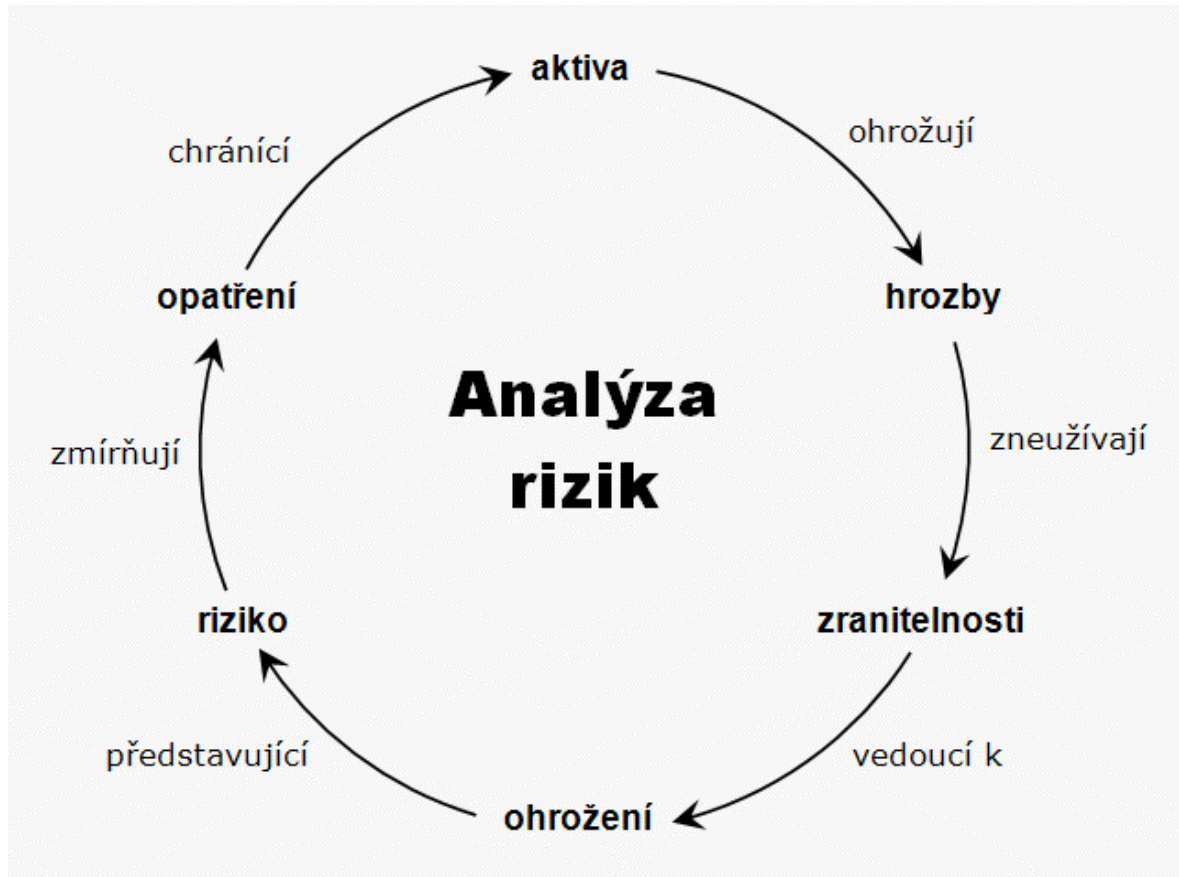 aktiva
ohrožují
chránící
opatření
hrozby
Analýza
rizik
zmírňují
zneužívají
riziko
zranitelnosti
představující
vedoucí k
ohrožení